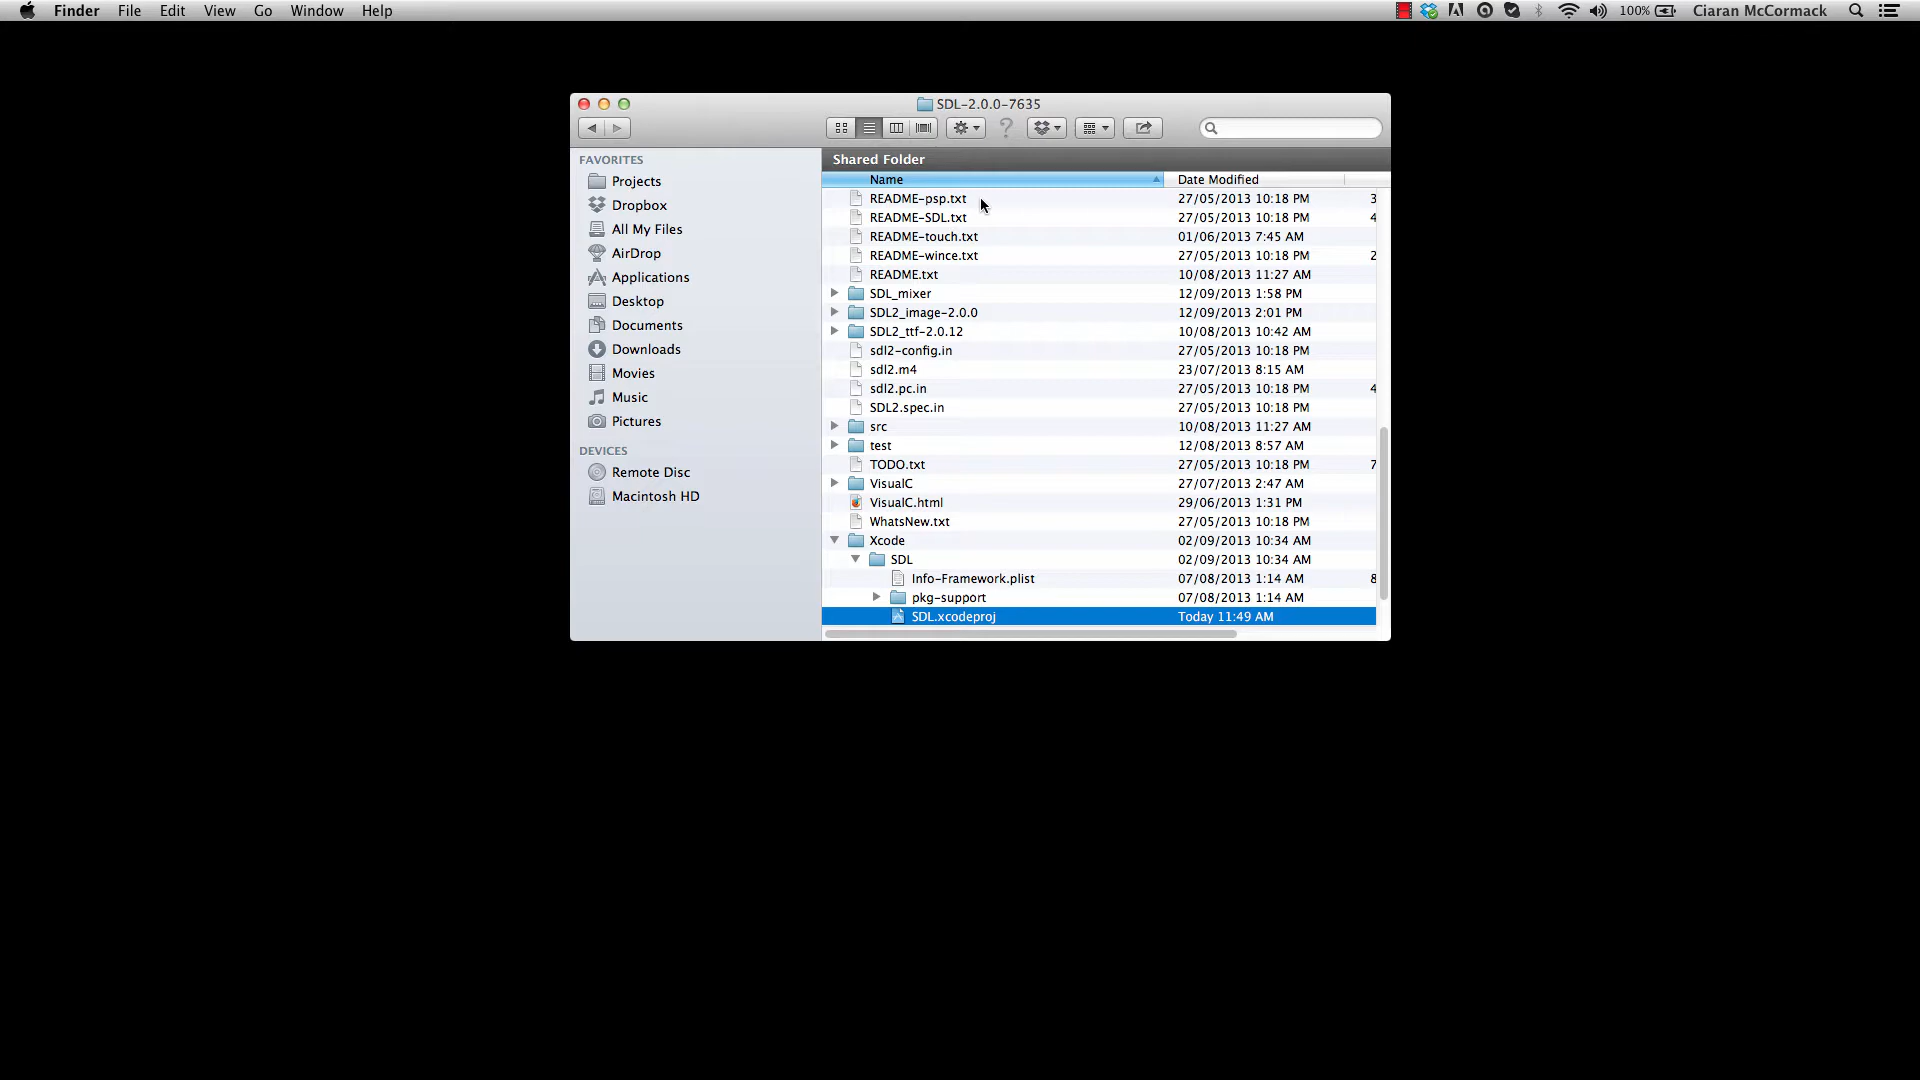 Finder File Edit View Go Window Help 100% Ciaran McCormack
SDL-2.0.0-7635
FAVORITES
Projects
Dropbox
All My Files
AirDrop
Applications
Desktop
Documents
Downloads
Movies
Music
Pictures
DEVICES
Remote Disc
Macintosh HD
Shared Folder
Name Date Modified
README-psp.txt 27/05/2013 10:18 PM 3
README-SDL.txt 27/05/2013 10:18 PM 4
README-touch.txt 01/06/2013 7:45 AM
README-wince.txt 27/05/2013 10:18 PM 2
README.txt 10/08/2013 11:27 AM
SDL_mixer 12/09/2013 1:58 PM
SDL2_image-2.0.0 12/09/2013 2:01 PM
SDL2_ttf-2.0.12 10/08/2013 10:42 AM
sdl2-config.in 27/05/2013 10:18 PM
sdl2.m4 23/07/2013 8:15 AM
sdl2.pc.in 27/05/2013 10:18 PM 4
SDL2.spec.in 27/05/2013 10:18 PM
src 10/08/2013 11:27 AM
test 12/08/2013 8:57 AM
TODO.txt 27/05/2013 10:18 PM 7
VisualC 27/07/2013 2:47 AM
VisualC.html 29/06/2013 1:31 PM
WhatsNew.txt 27/05/2013 10:18 PM
Xcode 02/09/2013 10:34 AM
SDL 02/09/2013 10:34 AM
Info-Framework.plist 07/08/2013 1:14 AM 8
pkg-support 07/08/2013 1:14 AM
SDL.xcodeproj Today 11:49 AM